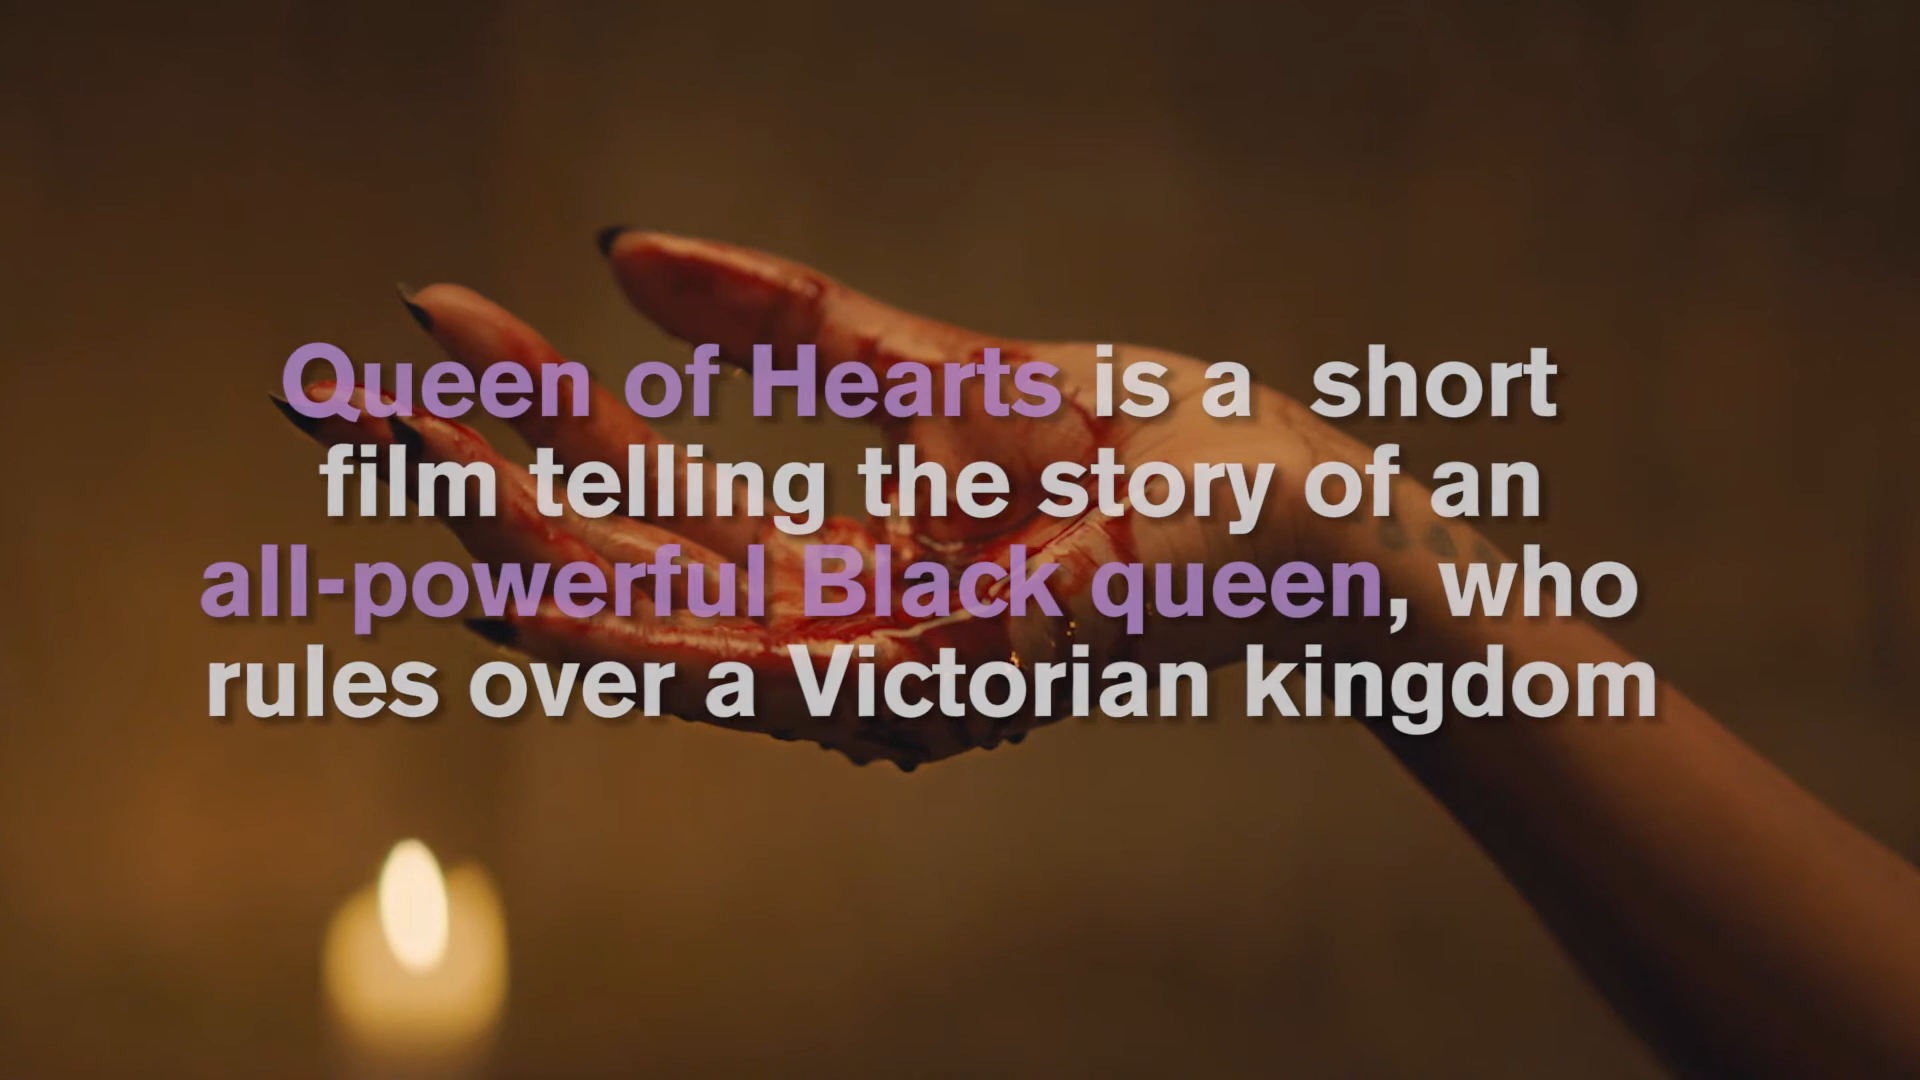 Queen of Hearts is a short
film telling the story of an
all-powerful Black queen, who
rules over a Victorian kingdom